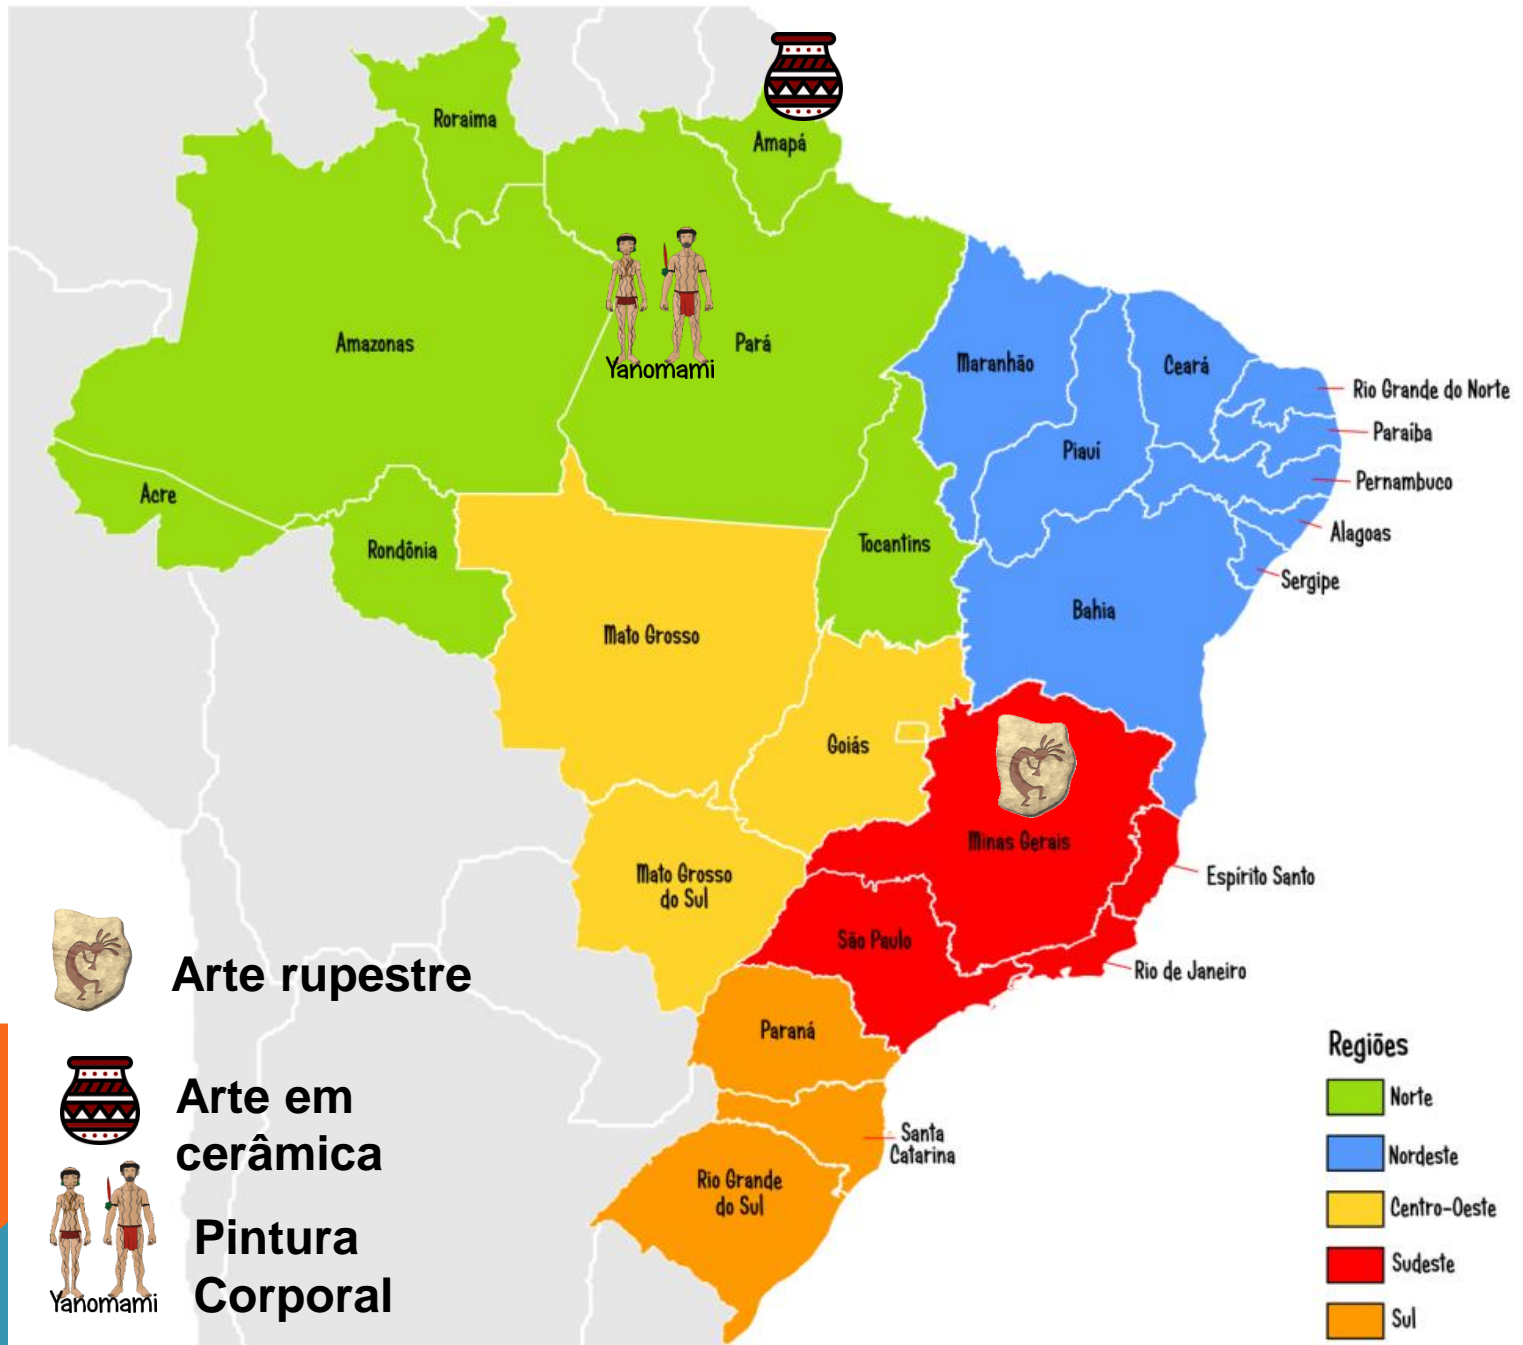 Roraima
Amapá
Yanomami
Amazonas
Pará
Maranhão
Ceará
Rio Grande do Norte
Paraíba
Piauí
Pernambuco
Acre
Alagoas
Rondônia
Tocantins
Sergipe
Bahia
Mato Grosso
Goiás
Minas Gerais
Mato Grosso
do Sul
Espírito Santo
São Paulo
Rio de Janeiro
Paraná
Santa
Catarina
Rio Grande
do Sul
Arte rupestre
Arte em
cerâmica
Pintura
Corporal
Yanomami
Regiões
Norte
Nordeste
Centro-Oeste
Sudeste
Sul